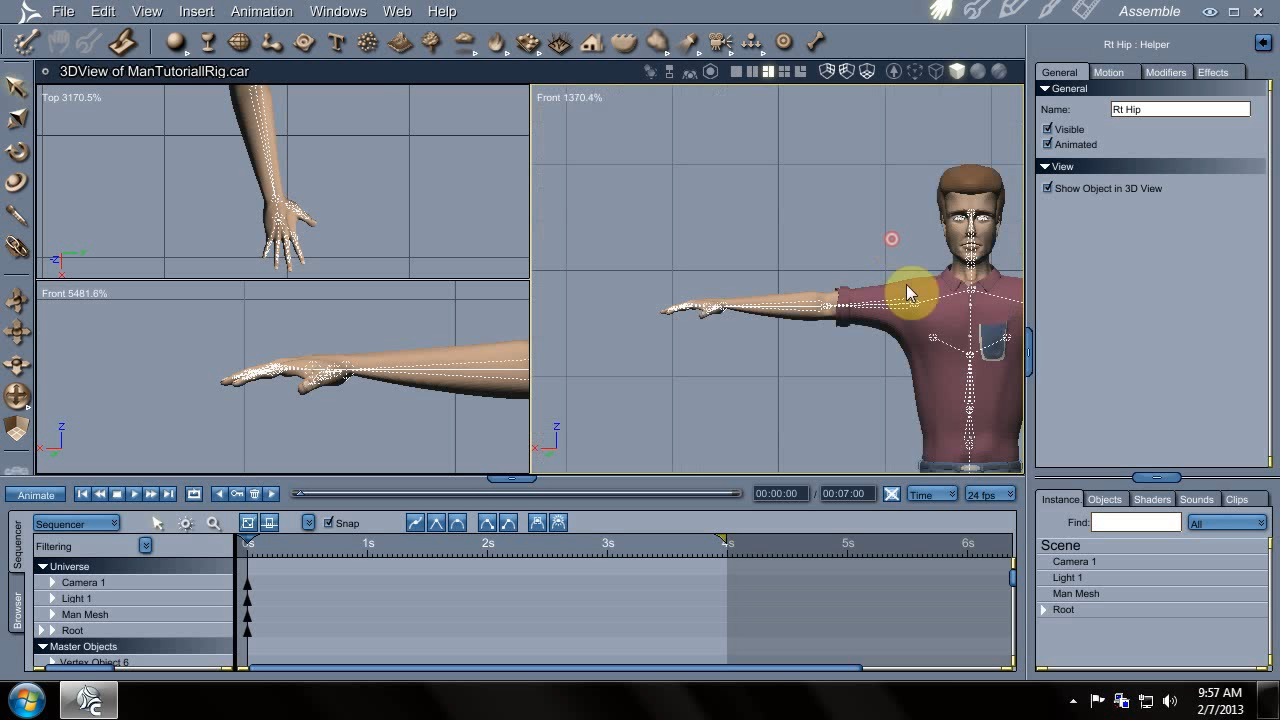 File Edit View Insert Animation Windows Web Help
Assemble
3DView of ManTutoriallRig.car
Rt Hip : Helper
General Motion Modifiers Effects
General
Name: Rt Hip
Visible
Animated
View
Show Object in 3D View
Top 3170.5%
Front 1370.4%
Front 5481.6%
-Z
X
Z
X
Z
X
Animate
00:00:00 / 00:07:00
Time
24 fps
Instance Objects Shaders Sounds Clips
Find:
All
Scene
Camera 1
Light 1
Man Mesh
Root
Sequencer
Browser
Sequencer
Snap
Filtering
0s 1s 2s 3s 4s 5s 6s
Universe
Camera 1
Light 1
Man Mesh
Root
Master Objects
Vertex Object 6
9:57 AM
2/7/2013